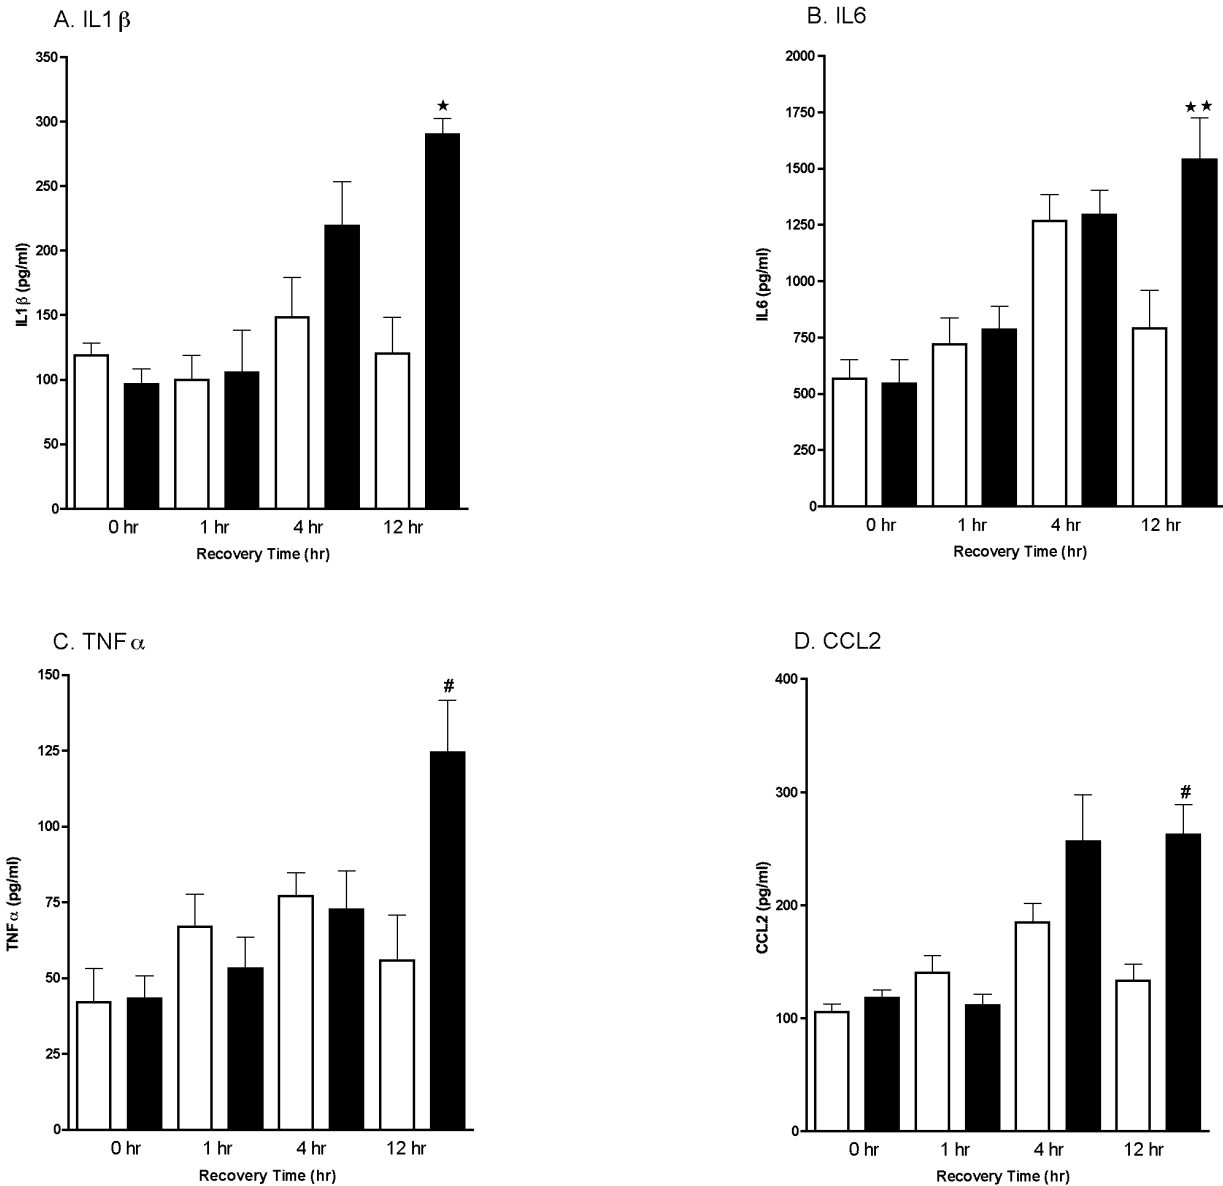 A. IL1 β
350
300
250
200
150
100
50
0
IL1 β (pg/ml)
★
0 hr 1 hr 4 hr 12 hr
Recovery Time (hr)
B. IL6
2000
1750
1500
1250
1000
750
500
250
0
IL6 (pg/ml)
★ ★
0 hr 1 hr 4 hr 12 hr
Recovery Time (hr)
C. TNF α
150
125
100
75
50
25
0
TNF α (pg/ml)
#
0 hr 1 hr 4 hr 12 hr
Recovery Time (hr)
D. CCL2
400
300
200
100
0
CCL2 (pg/ml)
#
0 hr 1 hr 4 hr 12 hr
Recovery Time (hr)